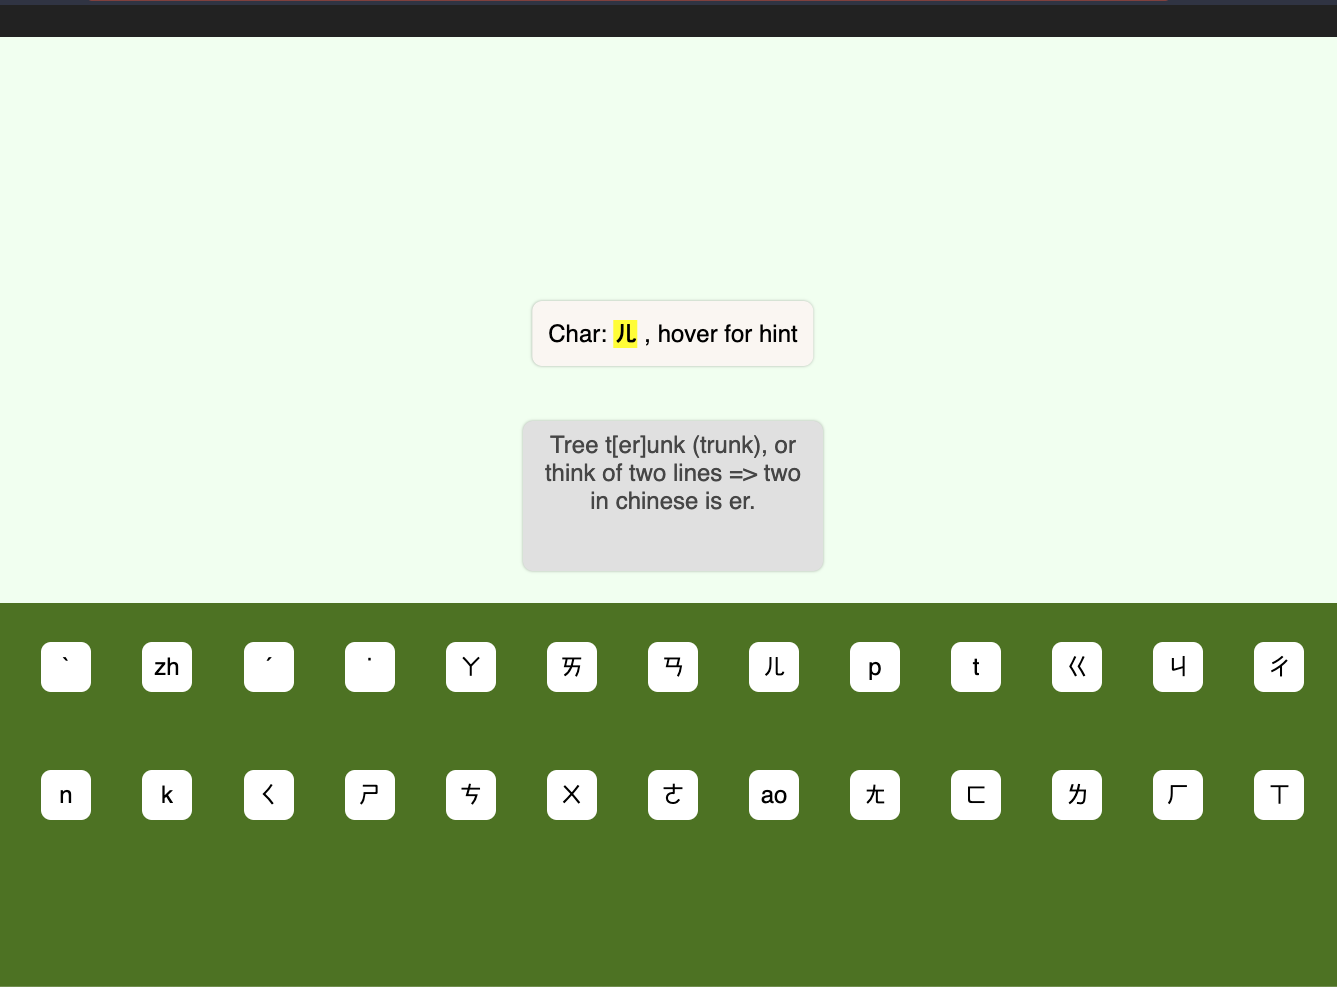 Char: ㄦ , hover for hint
Tree t[er]unk (trunk), or
think of two lines => two
in chinese is er.
ˋ zh ˊ ˙ ㄚ ㄞ ㄢ ㄦ p t ㄍ ㄐ ㄔ
n k ㄑ ㄕ ㄘ ㄨ ㄜ ao ㄤ ㄈ ㄌ ㄏ ㄒ